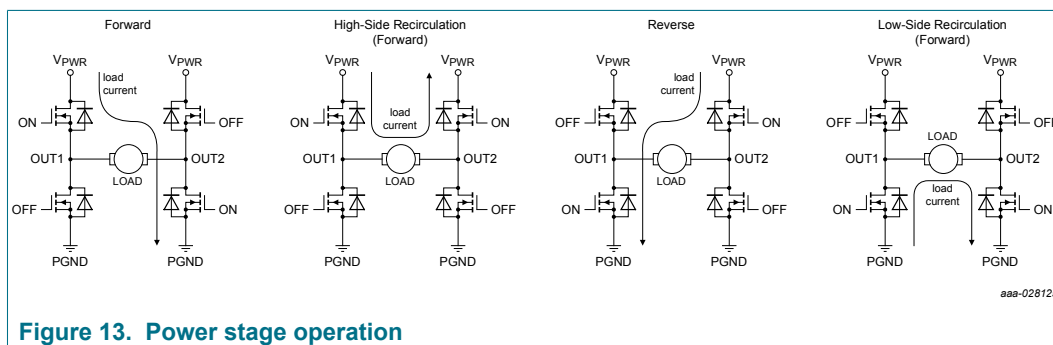 Forward
VPWR
VPWR
load
current
ON
OFF
OUT1
OUT2
LOAD
OFF
ON
PGND
PGND
High-Side Recirculation
(Forward)
VPWR
VPWR
load
current
ON
ON
OUT1
OUT2
LOAD
OFF
OFF
PGND
PGND
Reverse
VPWR
VPWR
load
current
OFF
ON
OUT1
OUT2
LOAD
ON
OFF
PGND
PGND
Low-Side Recirculation
(Forward)
VPWR
VPWR
OFF
OFF
LOAD
OUT1
OUT2
load
current
ON
ON
PGND
PGND
Figure 13. Power stage operation